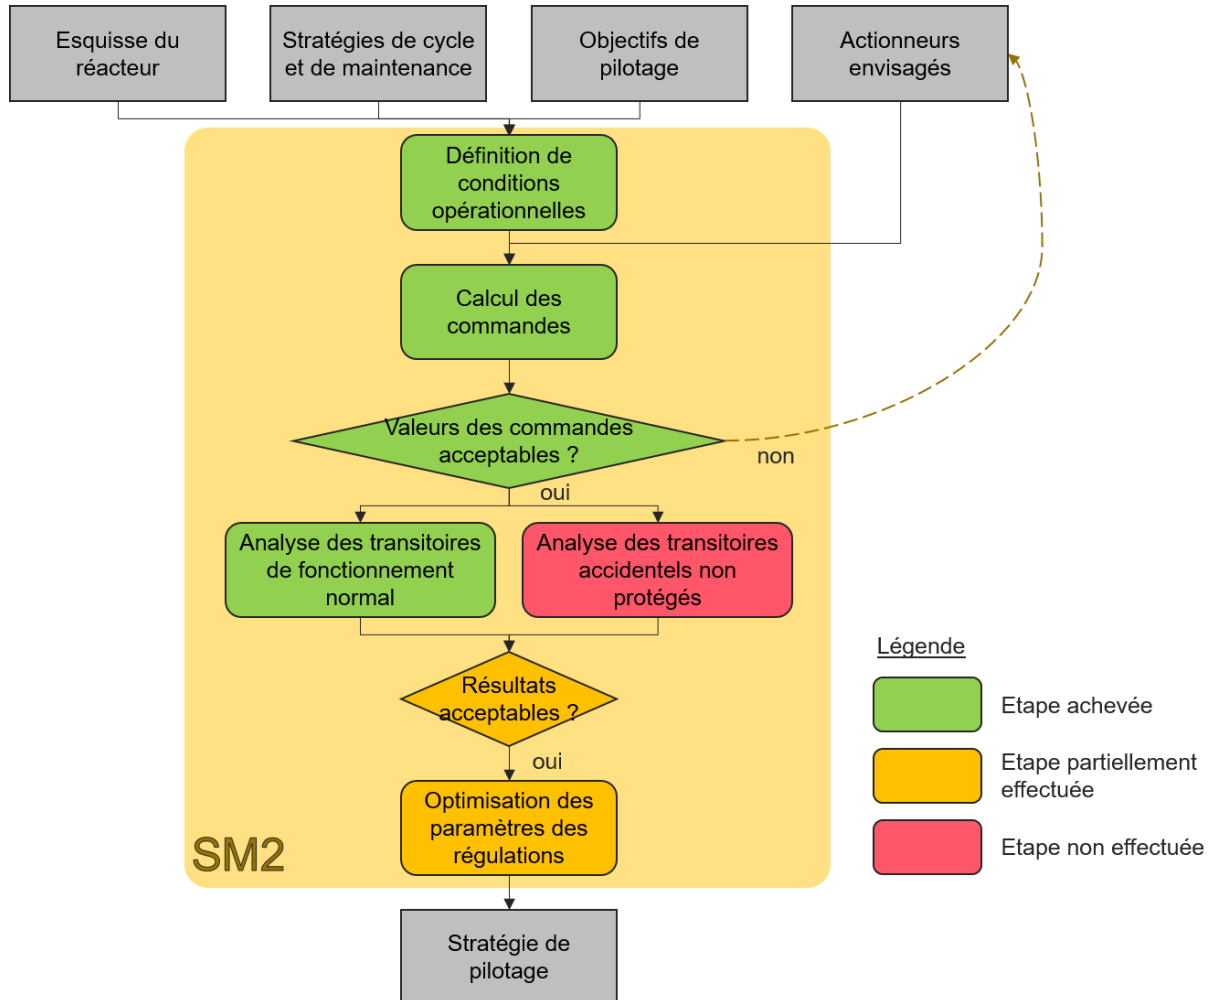 Esquisse du
réacteur
Stratégies de cycle
et de maintenance
Objectifs de
pilotage
Actionneurs
envisagés
Définition de
conditions
opérationnelles
Calcul des
commandes
Valeurs des commandes
acceptables ?
non
oui
Analyse des transitoires
de fonctionnement
normal
Analyse des transitoires
accidentels non
protégés
Résultats
acceptables ?
oui
Optimisation des
paramètres des
régulations
SM2
Stratégie de
pilotage
Légende
Etape achevée
Etape partiellement
effectuée
Etape non effectuée